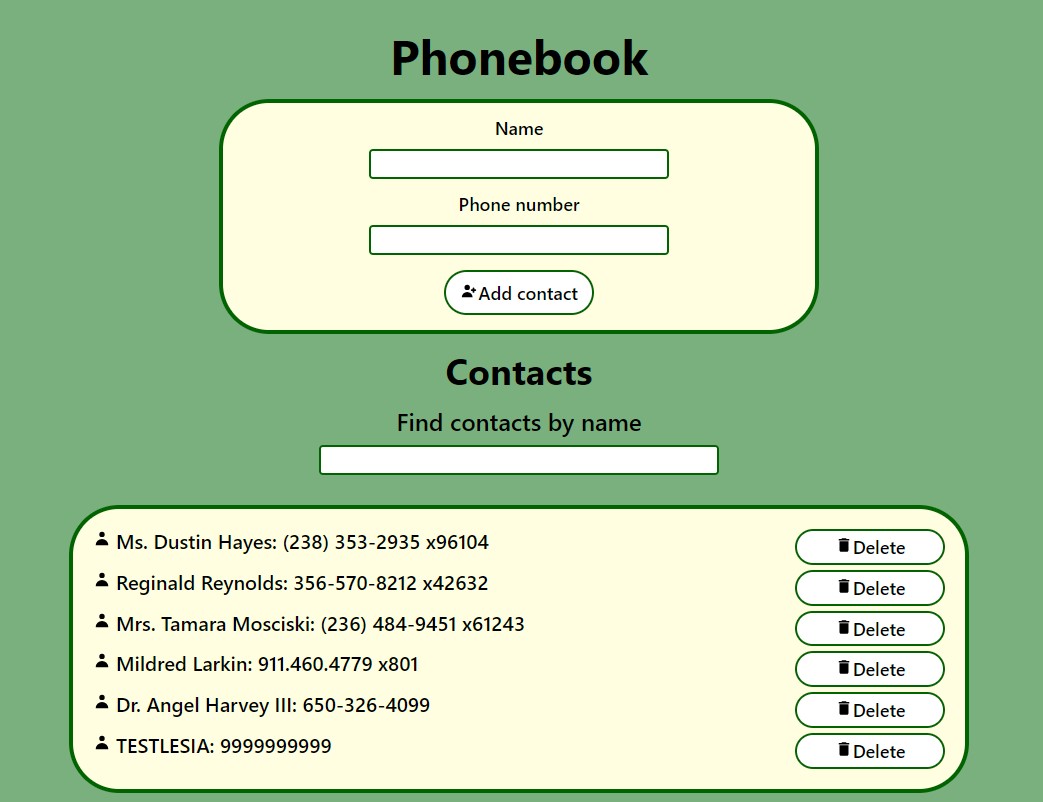 Phonebook
Name
Phone number
Add contact
Contacts
Find contacts by name
Ms. Dustin Hayes: (238) 353-2935 x96104 Delete
Reginald Reynolds: 356-570-8212 x42632 Delete
Mrs. Tamara Mosciski: (236) 484-9451 x61243 Delete
Mildred Larkin: 911.460.4779 x801 Delete
Dr. Angel Harvey III: 650-326-4099 Delete
TESTLESIA: 9999999999 Delete